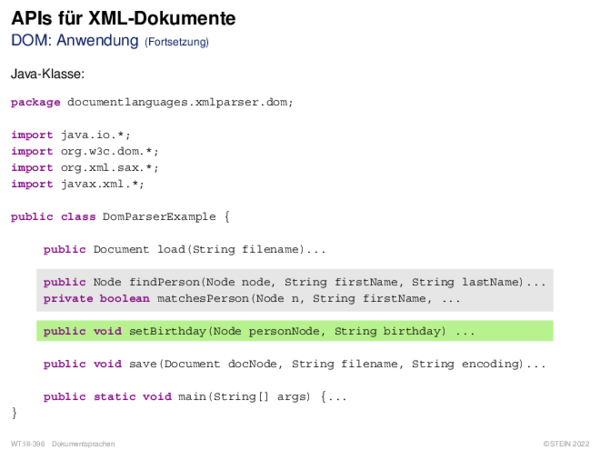 APIs für XML-Dokumente
DOM: Anwendung (Fortsetzung)
Java-Klasse:
package documentlanguages.xmlparser.dom;
import java.io.*;
import org.w3c.dom.*;
import org.xml.sax.*;
import javax.xml.*;
public class DomParserExample {
public Document load(String filename)...
public Node findPerson(Node node, String firstName, String lastName)...
private boolean matchesPerson(Node n, String firstName, ...
public void setBirthday(Node personNode, String birthday) ...
public void save(Document docNode, String filename, String encoding)...
public static void main(String[] args) {...
}
WT:III-396 Dokumentsprachen ©STEIN 2022